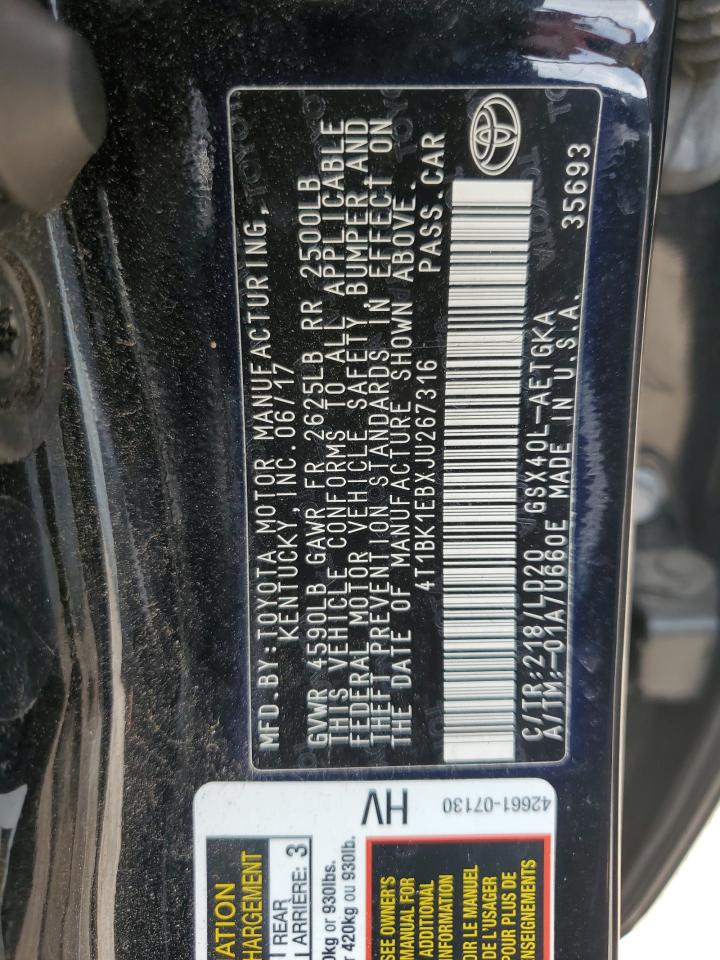 MFD.BY:TOYOTA MOTOR MANUFACTURING,
KENTUCKY, INC. 06/17
GVWR 4590LB GAWR FR 2625LB RR 2500LB
THIS VEHICLE CONFORMS TO ALL APPLICABLE
FEDERAL MOTOR VEHICLE SAFETY, BUMPER, AND
THEFT PREVENTION STANDARDS IN EFFECT ON
THE DATE OF MANUFACTURE SHOWN ABOVE.
4T1BK1EBXJU267316 PASS. CAR
C/TR:218/LD20 GSX40L-AETGKA
A/TM:-01A/U660E MADE IN U.S.A. 35693
HV
42661-07130
ATION
HARGEMENT
REAR
ARRIÈRE: 3
kg or 930lbs.
420kg ou 930lb.
SEE OWNER'S
MANUAL FOR
ADDITIONAL
INFORMATION
OIR LE MANUEL
DE L'USAGER
POUR PLUS DE
RENSEIGNEMENTS